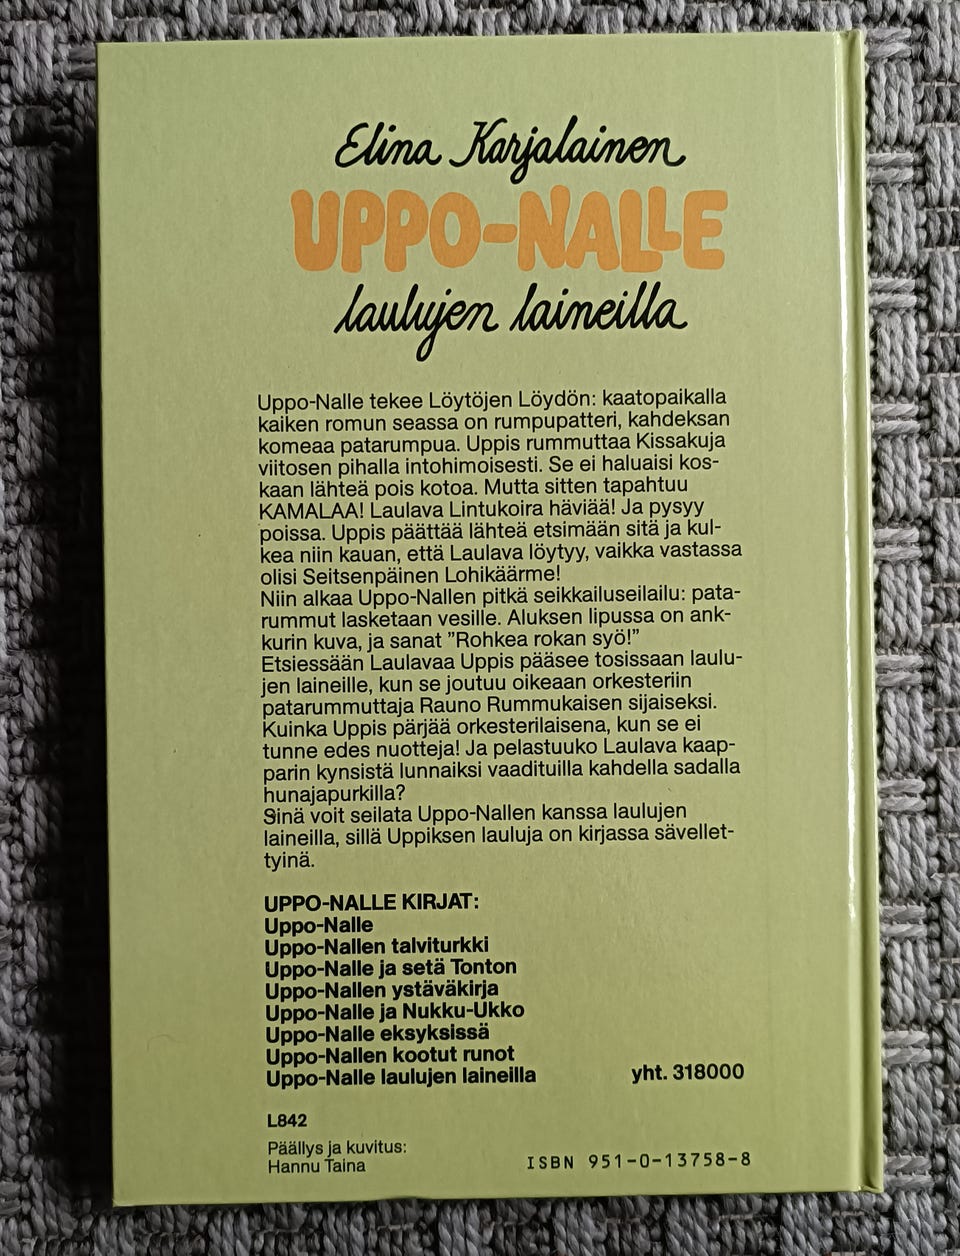 Elina Karjalainen
UPPO-NALLE
laulujen laineilla
Uppo-Nalle tekee Löytöjen Löydön: kaatopaikalla
kaiken romun seassa on rumpupatteri, kahdeksan
komeaa patarumpua. Uppis rummuttaa Kissakuja
viitosen pihalla intohimoisesti. Se ei haluaisi kos-
kaan lähteä pois kotoa. Mutta sitten tapahtuu
KAMALAA! Laulava Lintukoira häviää! Ja pysyy
poissa. Uppis päättää lähteä etsimään sitä ja kul-
kea niin kauan, että Laulava löytyy, vaikka vastassa
olisi Seitsenpäinen Lohikäärme!
Niin alkaa Uppo-Nallen pitkä seikkailuseilailu: pata-
rummut lasketaan vesille. Aluksen lipussa on ank-
kurin kuva, ja sanat ”Rohkea rokan syö!”
Etsiessään Laulavaa Uppis pääsee tosissaan laulu-
jen laineille, kun se joutuu oikeaan orkesteriin
patarummuttaja Rauno Rummukaisen sijaiseksi.
Kuinka Uppis pärjää orkesterilaisena, kun se ei
tunne edes nuotteja! Ja pelastuuko Laulava kaap-
parin kynsistä lunnaiksi vaadituilla kahdella sadalla
hunajapurkilla?
Sinä voit seilata Uppo-Nallen kanssa laulujen
laineilla, sillä Uppiksen lauluja on kirjassa sävellet-
tyinä.
UPPO-NALLE KIRJAT:
Uppo-Nalle
Uppo-Nallen talviturkki
Uppo-Nalle ja setä Tonton
Uppo-Nallen ystäväkirja
Uppo-Nalle ja Nukku-Ukko
Uppo-Nalle eksyksissä
Uppo-Nallen kootut runot
Uppo-Nalle laulujen laineilla yht. 318000
L842
Päällys ja kuvitus:
Hannu Taina ISBN 951-0-13758-8